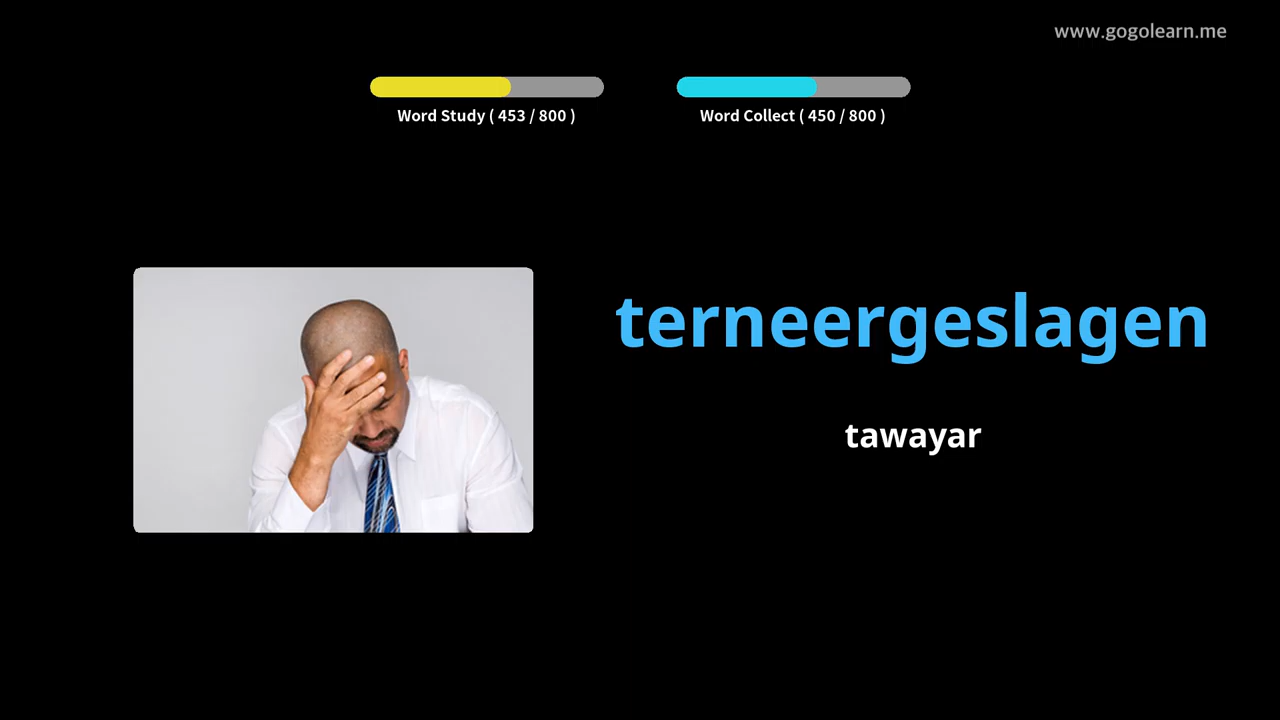 www.gogolearn.me
Word Study ( 453 / 800 )
Word Collect ( 450 / 800 )
terneergeslagen
tawayar